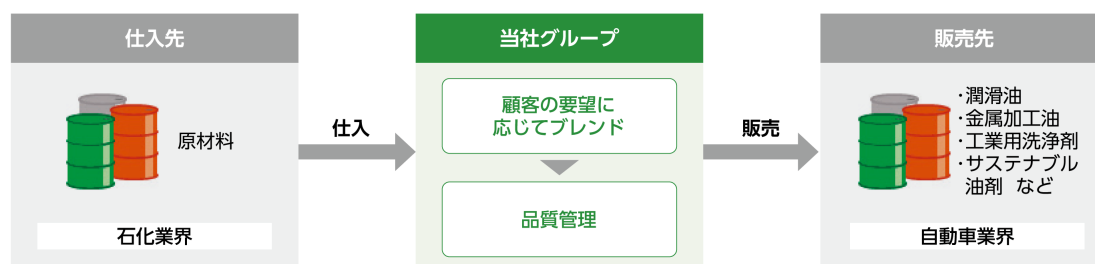 仕入先
原材料
石化業界
仕入
当社グループ
顧客の要望に
応じてブレンド
品質管理
販売
販売先
・潤滑油
・金属加工油
・工業用洗浄剤
・サステナブル
油剤 など
自動車業界